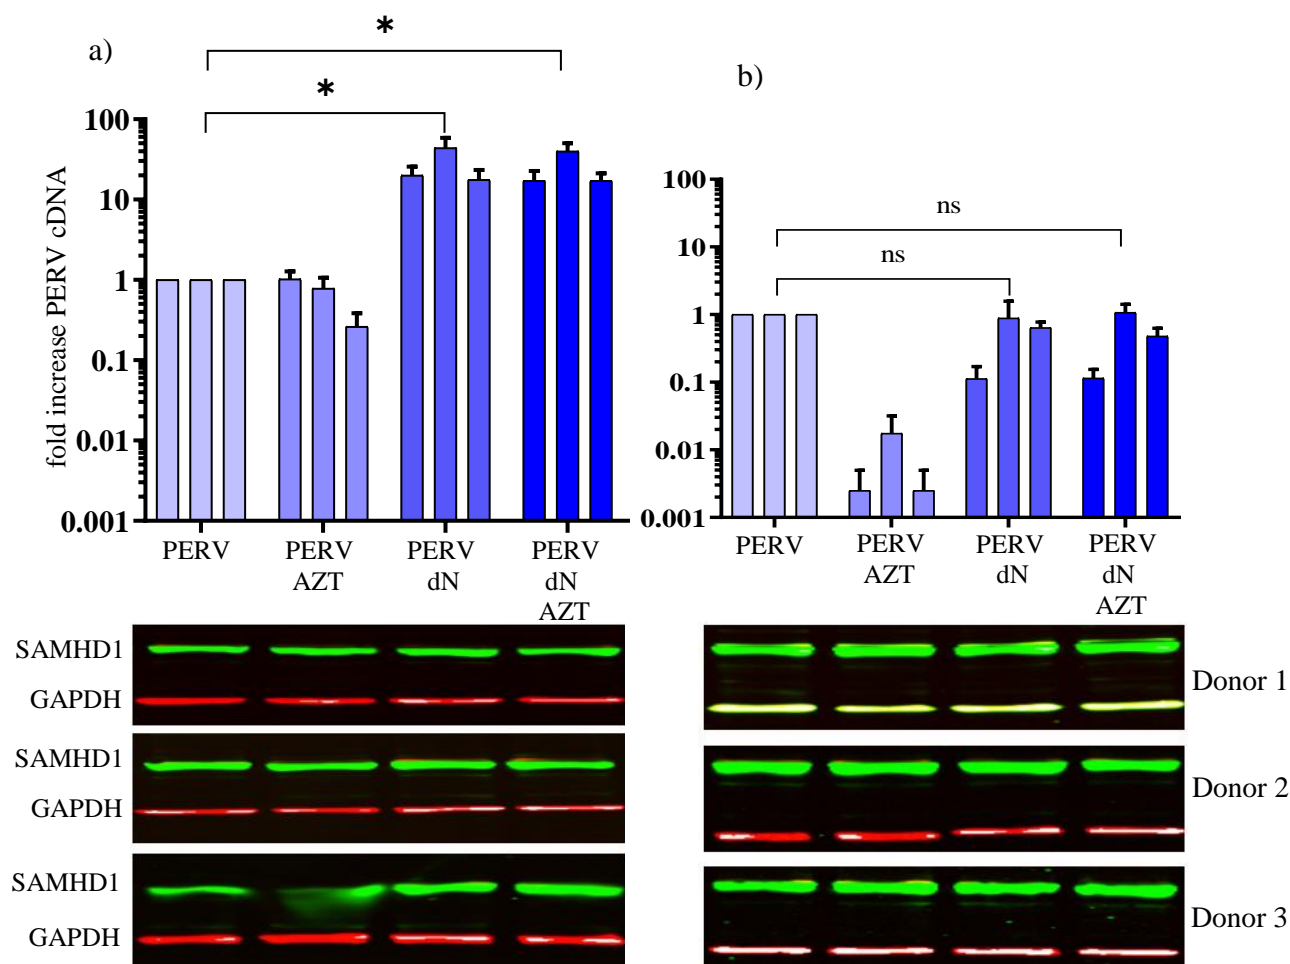 a)
*
*
fold increase PERV cDNA
100
10
1
0.1
0.01
0.001
PERV
PERV
AZT
PERV
dN
PERV
dN
AZT
b)
ns
ns
100
10
1
0.1
0.01
0.001
PERV
PERV
AZT
PERV
dN
PERV
dN
AZT
SAMHD1
GAPDH
Donor 1
SAMHD1
GAPDH
Donor 2
SAMHD1
GAPDH
Donor 3